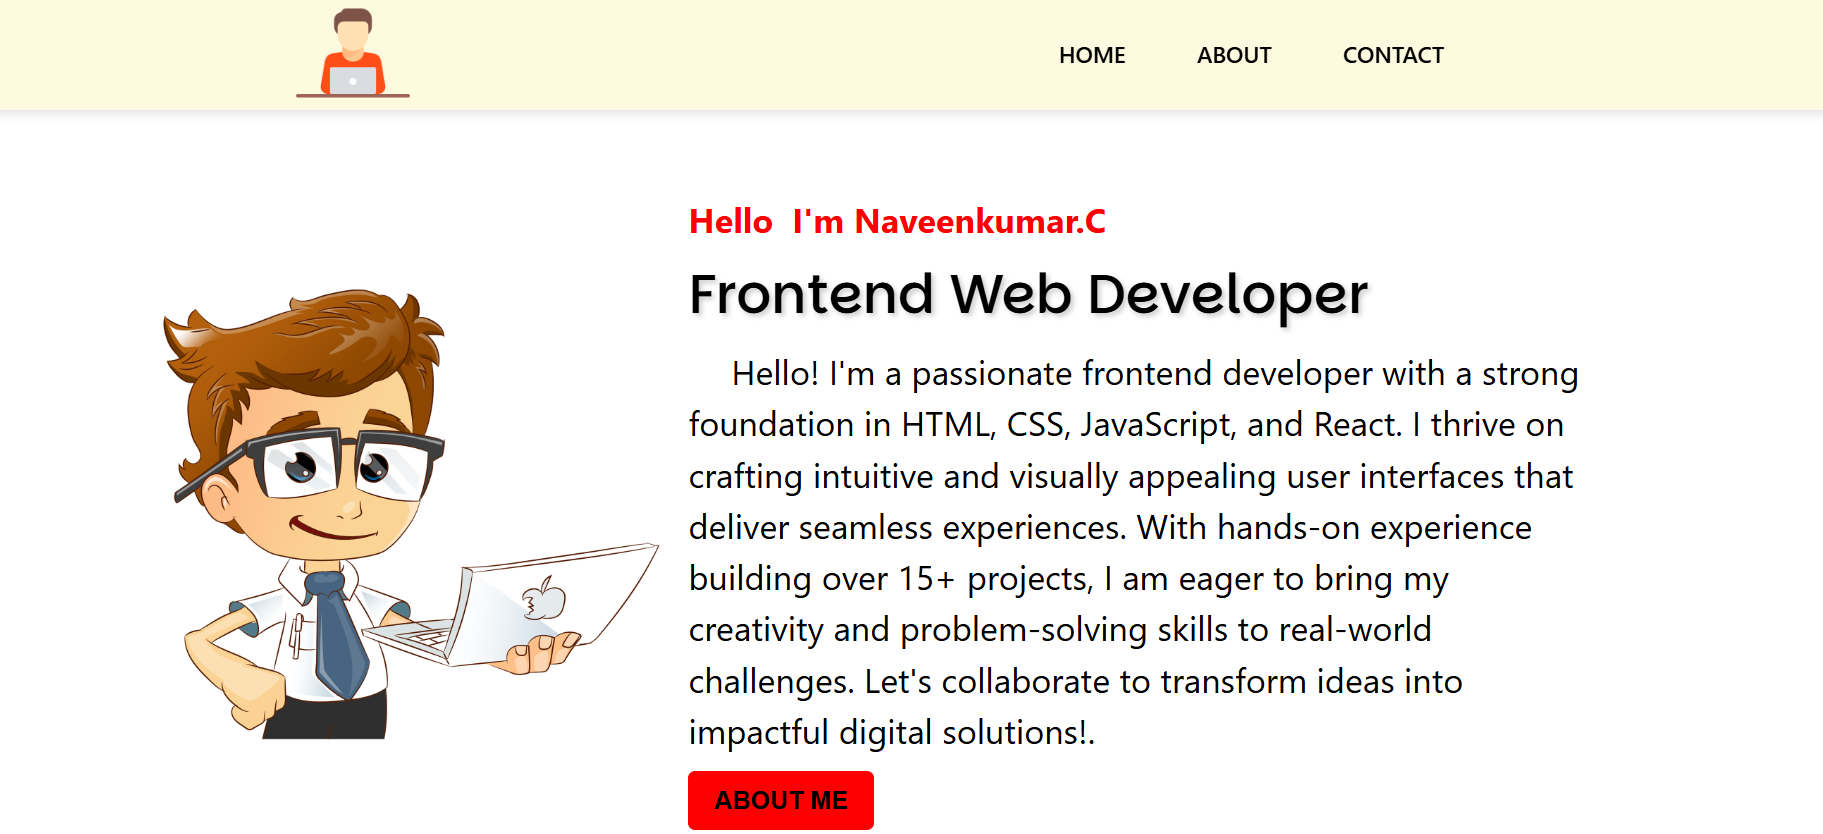 HOME ABOUT CONTACT
Hello  I'm Naveenkumar.C
Frontend Web Developer
Hello! I'm a passionate frontend developer with a strong
foundation in HTML, CSS, JavaScript, and React. I thrive on
crafting intuitive and visually appealing user interfaces that
deliver seamless experiences. With hands-on experience
building over 15+ projects, I am eager to bring my
creativity and problem-solving skills to real-world
challenges. Let's collaborate to transform ideas into
impactful digital solutions!.
ABOUT ME